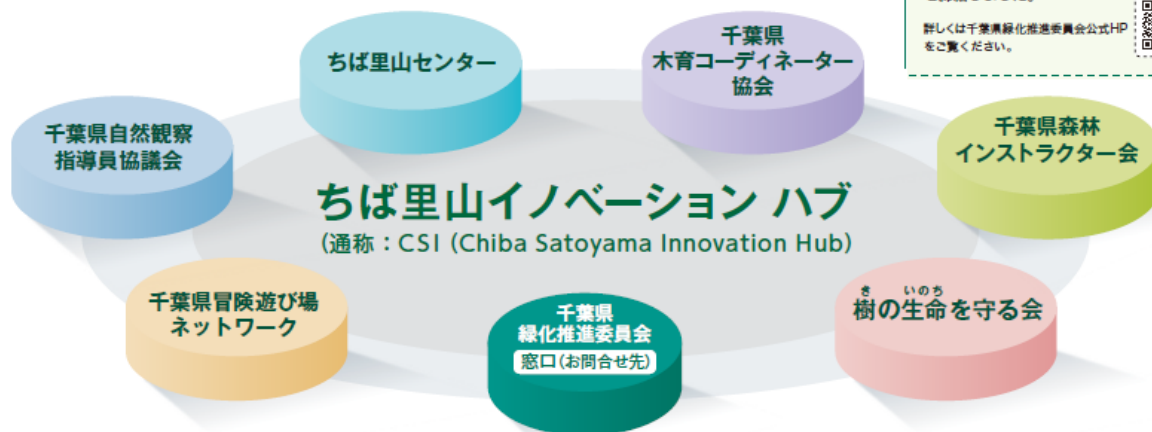 詳しくは千葉県緑化推進委員会公式HP
をご覧ください。
ちば里山センター
千葉県
木育コーディネーター
協会
千葉県自然観察
指導員協議会
千葉県森林
インストラクター会
ちば里山イノベーション ハブ
(通称：CSI (Chiba Satoyama Innovation Hub)
千葉県冒険遊び場
ネットワーク
千葉県
緑化推進委員会
窓口(お問合せ先)
き いのち
樹の生命を守る会